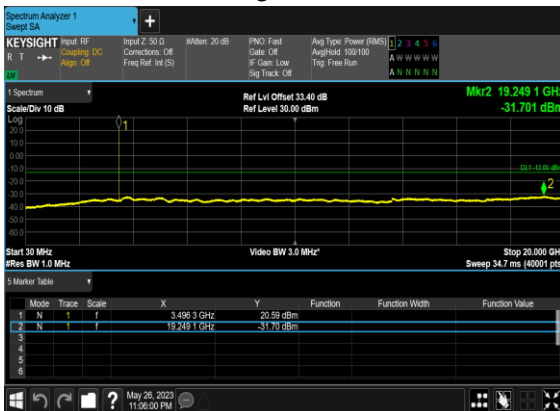 Spectrum Analyzer 1
Swept SA
KEYSIGHT
R T
LV
Input: RF
Coupling: DC
Align: Off
Input Z: 50 Ω
Corrections: Off
Freq Ref: Int (S)
#Atten: 20 dB
PNO: Fast
Gate: Off
IF Gain: Low
Sig Track: Off
Avg Type: Power (RMS)
Avg|Hold: 100/100
Trig: Free Run
1 2 3 4 5 6
A W W W W W
A N N N N N
1 Spectrum
Scale/Div 10 dB
Ref Lvl Offset 33.40 dB
Ref Level 30.00 dBm
Mkr2 19.249 1 GHz
-31.701 dBm
Log
1
20.0
10.0
0.00
-10.0
DL1 -13.00 dBm
-20.0
2
-30.0
-40.0
-50.0
-60.0
Start 30 MHz
#Res BW 1.0 MHz
Video BW 3.0 MHz*
Stop 20.000 GHz
Sweep 34.7 ms (40001 pts)
5 Marker Table
Mode Trace Scale X Y Function Function Width Function Value
1 N 1 f 3.496 3 GHz 20.59 dBm
2 N 1 f 19.249 1 GHz -31.70 dBm
3
4
5
6
?
May 26, 2023
11:06:00 PM